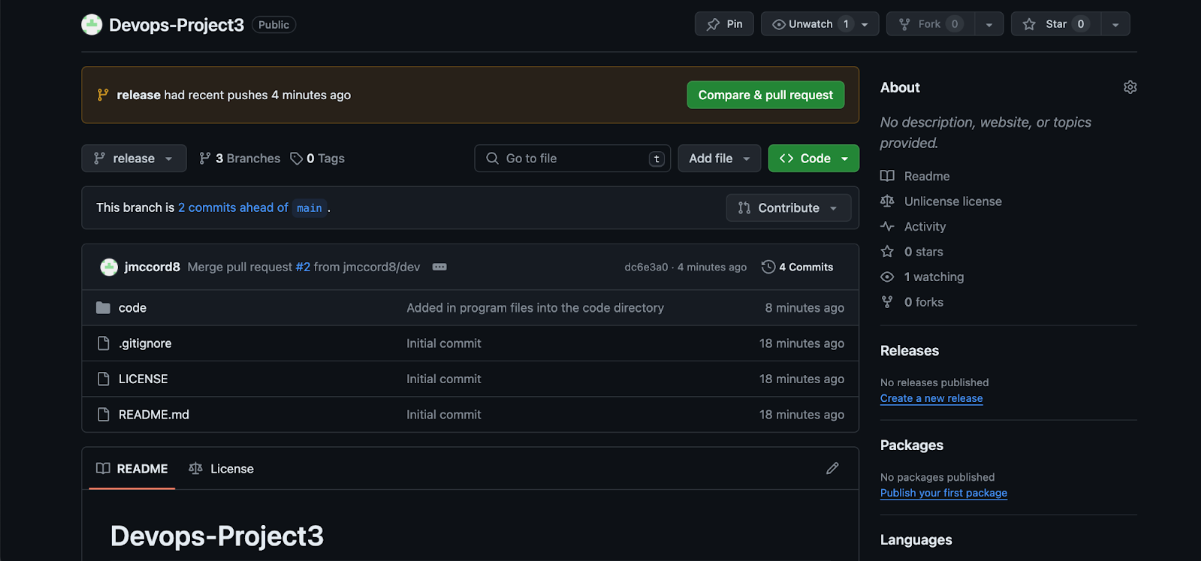 Devops-Project3 Public Pin Unwatch 1 Fork 0 Star 0
release had recent pushes 4 minutes ago Compare & pull request
release 3 Branches 0 Tags Go to file t Add file Code
This branch is 2 commits ahead of main.
Contribute
jmccord8 Merge pull request #2 from jmccord8/dev dc6e3a0 · 4 minutes ago 4 Commits
code Added in program files into the code directory 8 minutes ago
.gitignore Initial commit 18 minutes ago
LICENSE Initial commit 18 minutes ago
README.md Initial commit 18 minutes ago
README License
Devops-Project3
About
No description, website, or topics
provided.
Readme
Unlicense license
Activity
0 stars
1 watching
0 forks
Releases
No releases published
Create a new release
Packages
No packages published
Publish your first package
Languages